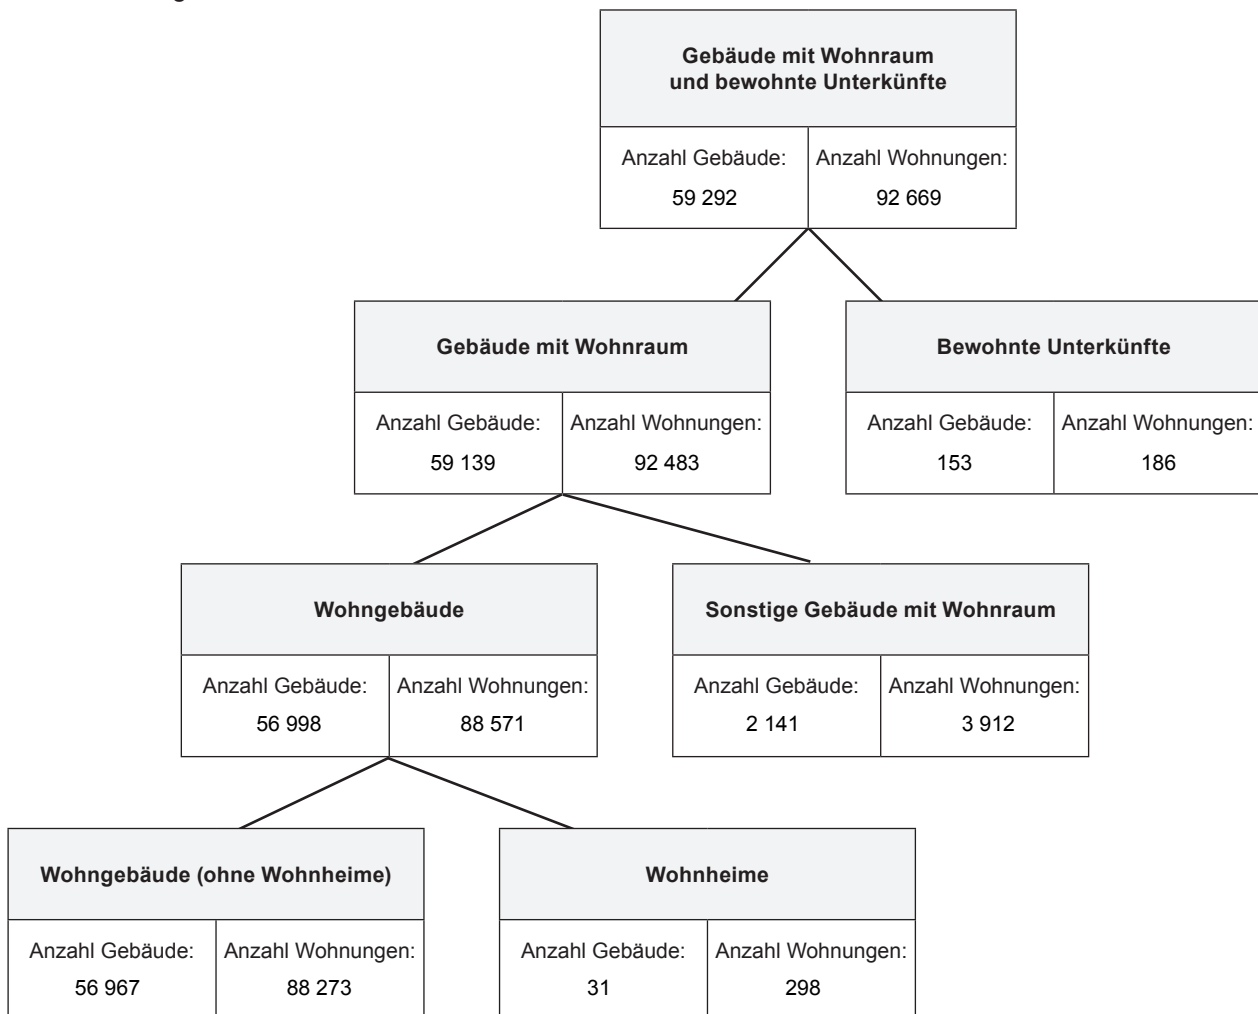 Gebäude mit Wohnraum
und bewohnte Unterkünfte
Anzahl Gebäude: Anzahl Wohnungen:
59 292 92 669
Gebäude mit Wohnraum Bewohnte Unterkünfte
Anzahl Gebäude: Anzahl Wohnungen: Anzahl Gebäude: Anzahl Wohnungen:
59 139 92 483 153 186
Wohngebäude Sonstige Gebäude mit Wohnraum
Anzahl Gebäude: Anzahl Wohnungen: Anzahl Gebäude: Anzahl Wohnungen:
56 998 88 571 2 141 3 912
Wohngebäude (ohne Wohnheime) Wohnheime
Anzahl Gebäude: Anzahl Wohnungen: Anzahl Gebäude: Anzahl Wohnungen:
56 967 88 273 31 298